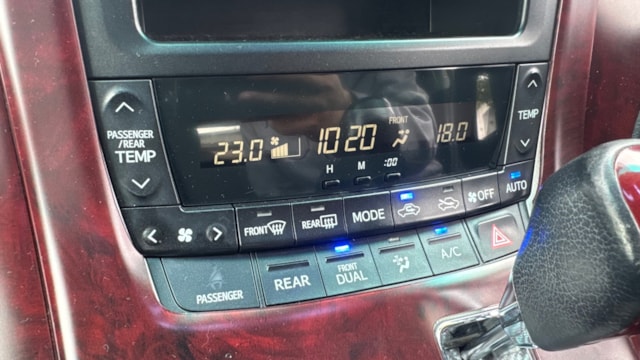 FRONT
23.0 10 20 18.0
H M :00
PASSENGER
/REAR
TEMP
TEMP
FRONT REAR MODE OFF AUTO
PASSENGER REAR FRONT
DUAL A/C